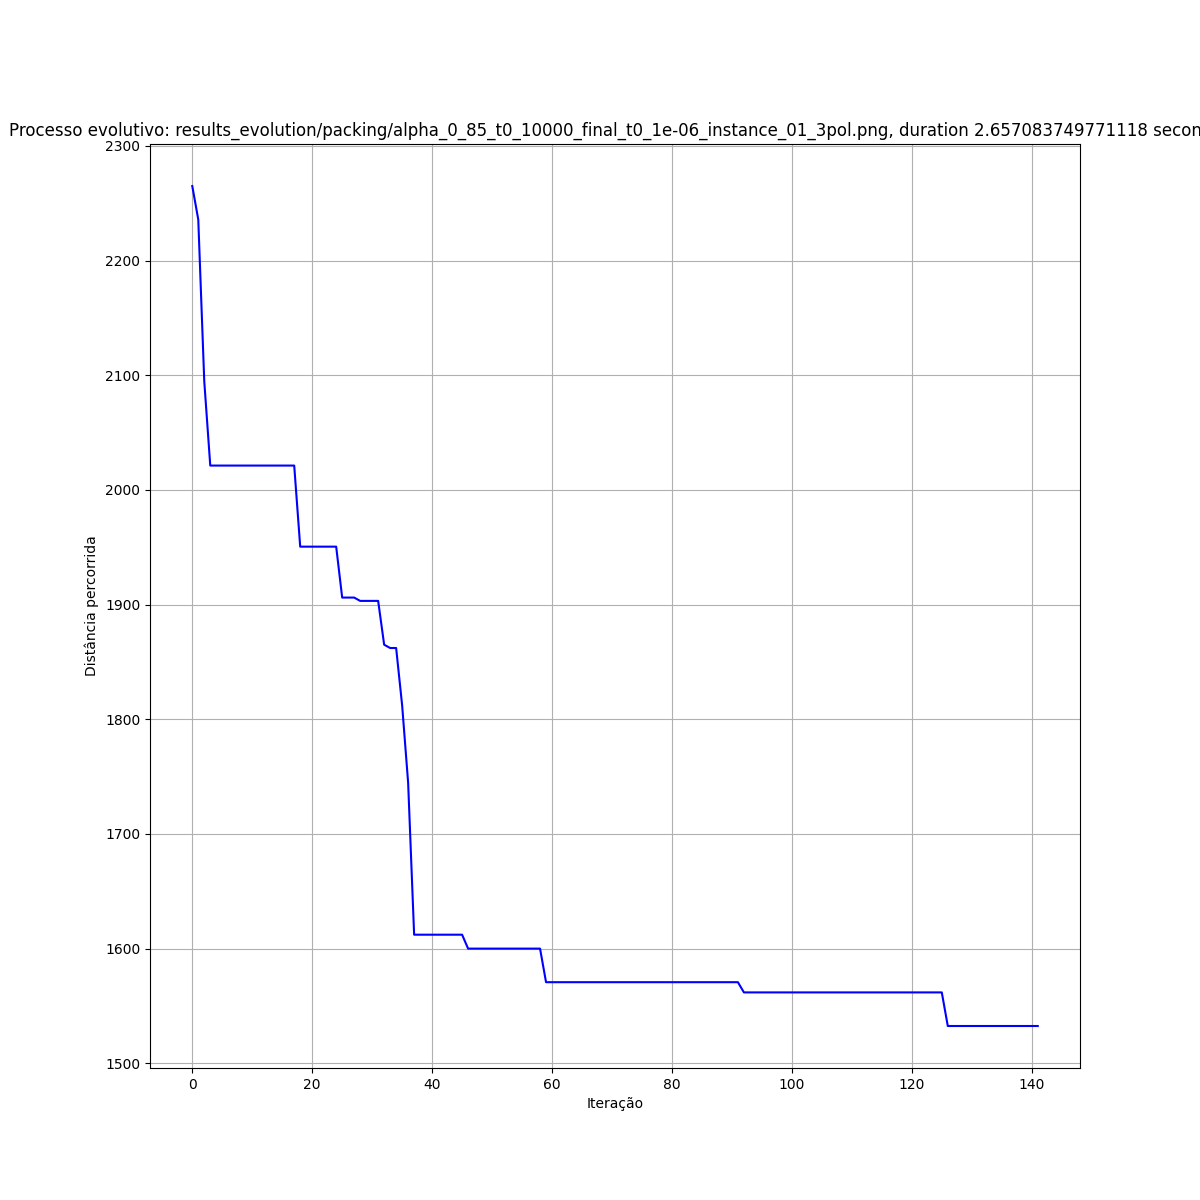 Processo evolutivo: results_evolution/packing/alpha_0_85_t0_10000_final_t0_1e-06_instance_01_3pol.png, duration 2.657083749771118 secon
2300
2200
2100
2000
1900
1800
1700
1600
1500
Distância percorrida
0 20 40 60 80 100 120 140
Iteração